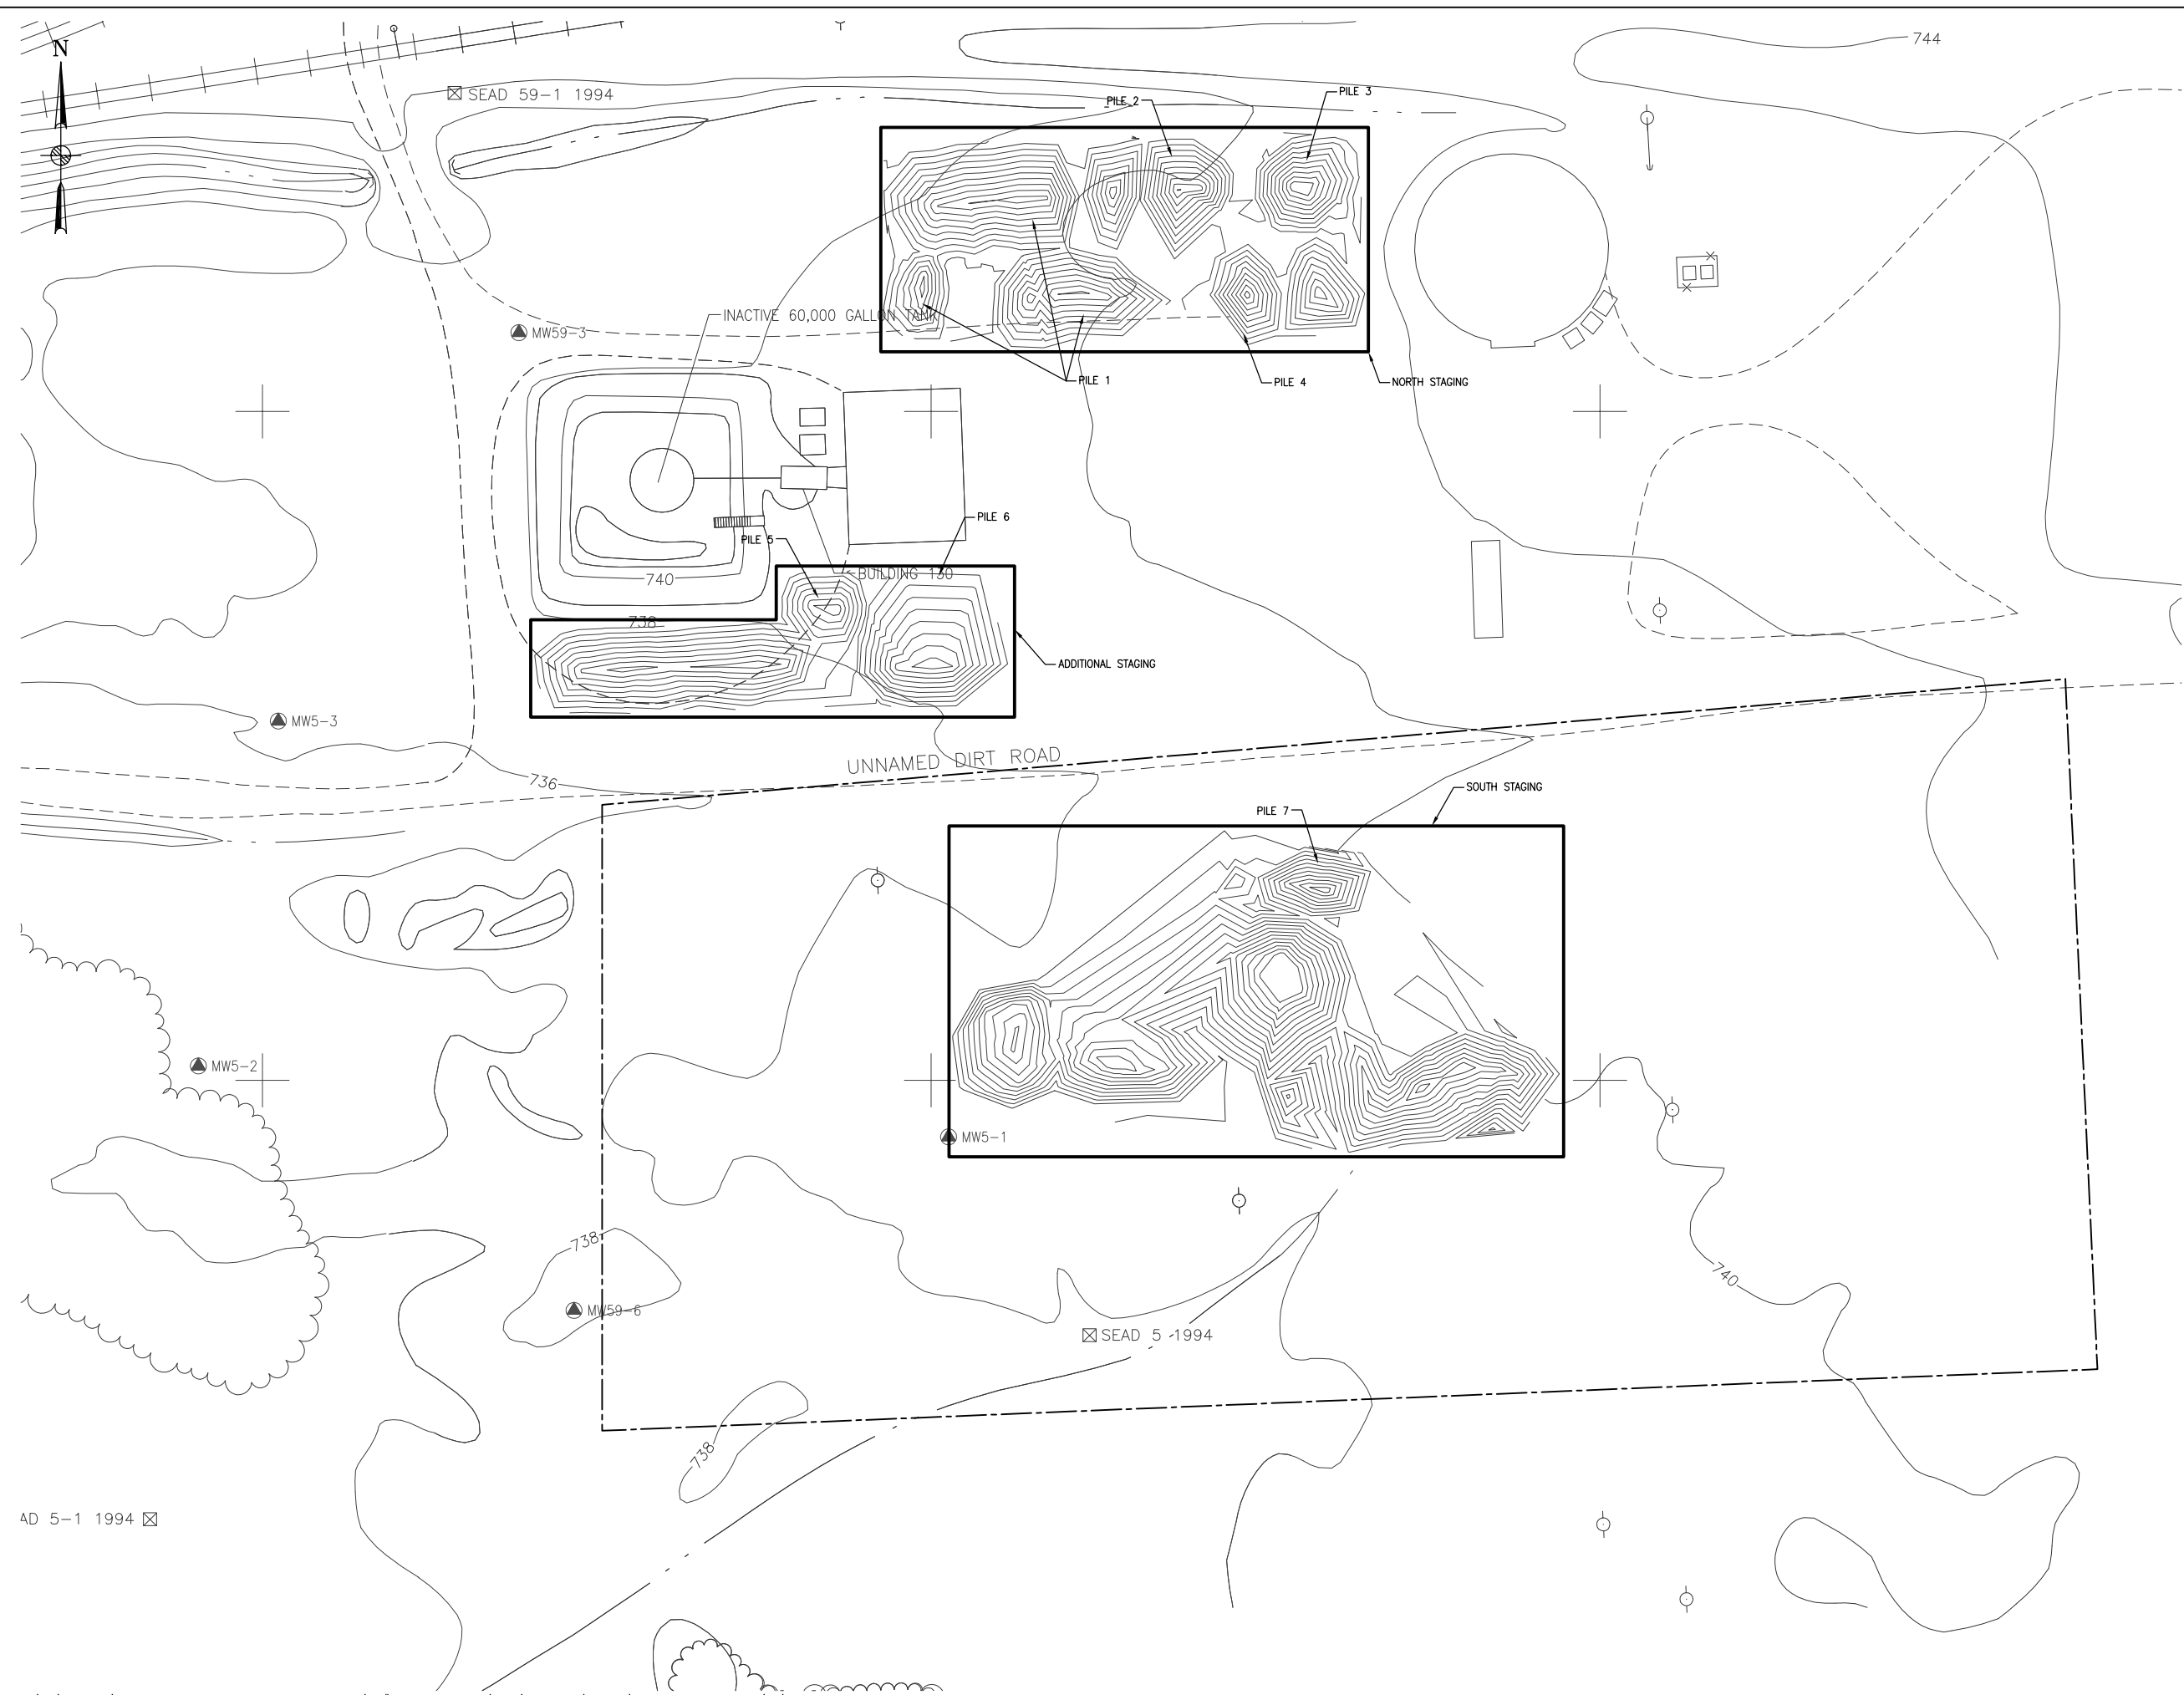 744
N
SEAD 59-1 1994
PILE 2
PILE 3
INACTIVE 60,000 GALLON TANK
MW59-3
PILE 1
PILE 4
NORTH STAGING
PILE 6
PILE 5
BUILDING 130
740
738
ADDITIONAL STAGING
MW5-3
UNNAMED DIRT ROAD
736
SOUTH STAGING
PILE 7
MW5-2
MW5-1
738
740
MW59-6
SEAD 5-1994
738
AD 5-1 1994